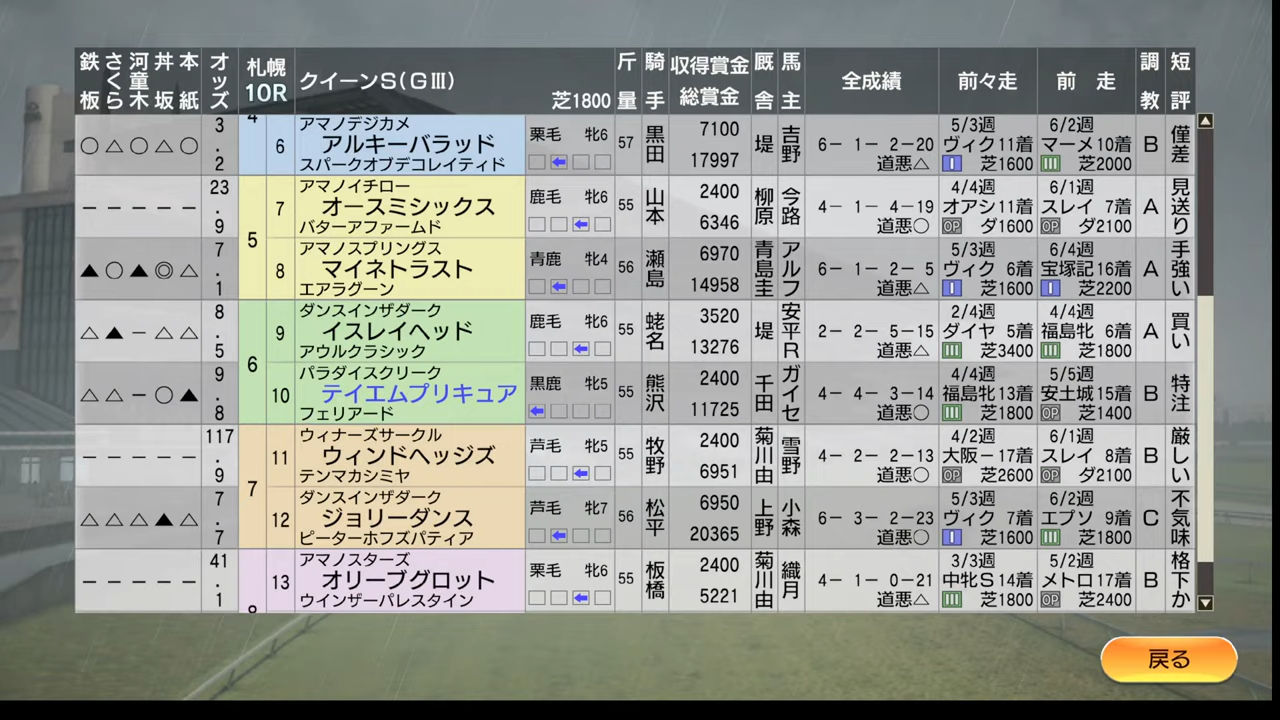 鉄板 さくら 河童木 丼坂 本紙 オッズ 札幌10R クイーンS(GⅢ) 芝1800 斤量 騎手 収得賞金 総賞金 厩舎 馬主 全成績 前々走 前 走 調教 短評
○ △ ○ △ ○ 3.2 4 6
アマノデジカメ
アルキーバラッド
スパークオブデコレイティド
栗毛 牝6 57 黒田 7100 17997 堤 吉野
6- 1- 2-20 道悪△
5/3週 ヴィク 11着 Ⅰ 芝1600
6/2週 マーメ 10着 Ⅲ 芝2000
B 僅差
- - - - - 23.9 5 7
アマノイチロー
オースミシックス
バターアファームド
鹿毛 牝6 55 山本 2400 6346 柳原 今路
4- 1- 4-19 道悪○
4/4週 オアシ 11着 OP ダ1600
6/1週 スレイ 7着 OP ダ2100
A 見送り
▲ ○ ▲ ◎ △ 7.1 8
アマノスプリングス
マイネトラスト
エアラグーン
青鹿 牝4 56 瀬島 6970 14958 青島圭 アルフ
6- 1- 2- 5 道悪△
5/3週 ヴィク 6着 Ⅰ 芝1600
6/4週 宝塚記 16着 Ⅰ 芝2200
A 手強い
△ ▲ - △ △ 8.5 6 9
ダンスインザダーク
イスレイヘッド
アウルクラシック
鹿毛 牝6 55 蛯名 3520 13276 堤 安平R
2- 2- 5-15 道悪△
2/4週 ダイヤ 5着 Ⅲ 芝3400
4/4週 福島牝 6着 Ⅲ 芝1800
A 買い
△ △ - ○ ▲ 9.8 10
パラダイスクリーク
テイエムプリキュア
フェリアード
黒鹿 牝5 55 熊沢 2400 11725 千田 ガイセ
4- 4- 3-14 道悪○
4/4週 福島牝 13着 Ⅲ 芝1800
5/5週 安土城 15着 OP 芝1400
B 特注
- - - - - 117.9 7 11
ウィナーズサークル
ウィンドヘッジズ
テンマカシミヤ
芦毛 牝5 55 牧野 2400 6951 菊川由 雪野
4- 2- 2-13 道悪○
4/2週 大阪- 17着 OP 芝2600
6/1週 スレイ 8着 OP ダ2100
B 厳しい
△ △ △ ▲ △ 7.7 12
ダンスインザダーク
ジョリーダンス
ピーターホフズパティア
芦毛 牝7 56 松平 6950 20365 上野 小森
6- 3- 2-23 道悪○
5/3週 ヴィク 7着 Ⅰ 芝1600
6/2週 エプソ 9着 Ⅲ 芝1800
C 不気味
- - - - - 41.1 8 13
アマノスターズ
オリーブグロット
ウインザーパレスタイン
栗毛 牝6 55 板橋 2400 5221 菊川由 織月
4- 1- 0-21 道悪△
3/3週 中牝S 14着 Ⅲ 芝1800
5/2週 メトロ 17着 OP 芝2400
B 格下か
戻る